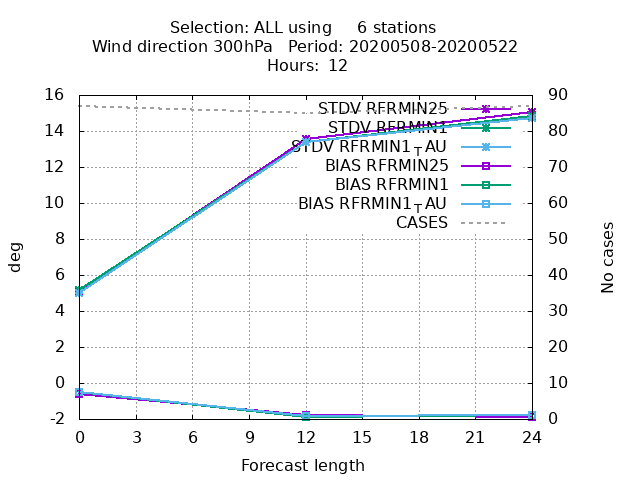 Selection: ALL using     6 stations
Wind direction 300hPa   Period: 20200508-20200522
Hours: 12
16 90
STDV RFRMIN25
14 80
STDV RFRMIN1
STDV RFRMIN1TAU
12 70
BIAS RFRMIN25
BIAS RFRMIN1
10 60
BIAS RFRMIN1TAU
CASES
8 50
6 40
4 30
2 20
0 10
-2 0
deg
No cases
0 3 6 9 12 15 18 21 24
Forecast length